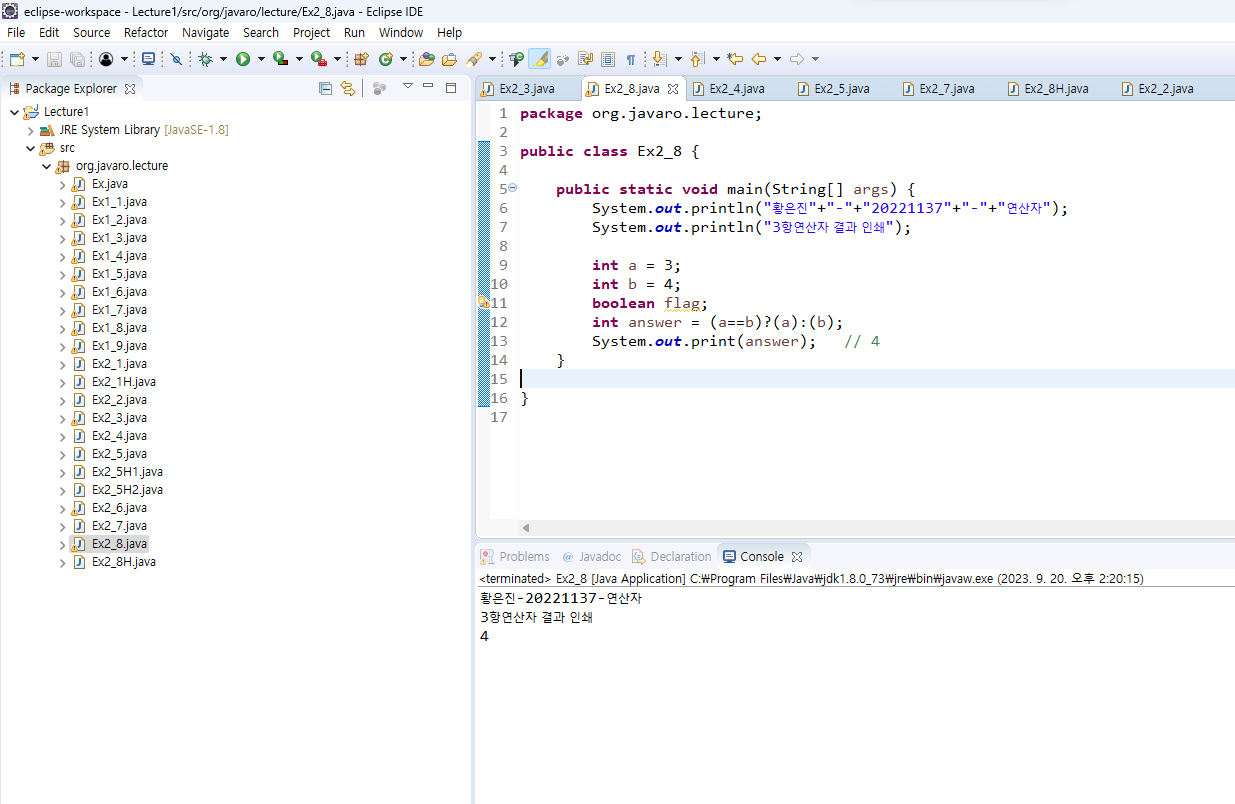 eclipse-workspace - Lecture1/src/org/javaro/lecture/Ex2_8.java - Eclipse IDE
File Edit Source Refactor Navigate Search Project Run Window Help
Package Explorer
Lecture1
JRE System Library [JavaSE-1.8]
src
org.javaro.lecture
Ex.java
Ex1_1.java
Ex1_2.java
Ex1_3.java
Ex1_4.java
Ex1_5.java
Ex1_6.java
Ex1_7.java
Ex1_8.java
Ex1_9.java
Ex2_1.java
Ex2_1H.java
Ex2_2.java
Ex2_3.java
Ex2_4.java
Ex2_5.java
Ex2_5H1.java
Ex2_5H2.java
Ex2_6.java
Ex2_7.java
Ex2_8.java
Ex2_8H.java
Ex2_3.java Ex2_8.java Ex2_4.java Ex2_5.java Ex2_7.java Ex2_8H.java Ex2_2.java
1 package org.javaro.lecture;
2
3 public class Ex2_8 {
4
5     public static void main(String[] args) {
6         System.out.println("황은진"+"-"+"20221137"+"-"+"연산자");
7         System.out.println("3항연산자 결과 인쇄");
8
9         int a = 3;
10         int b = 4;
11         boolean flag;
12         int answer = (a==b)?(a):(b);
13         System.out.print(answer);   // 4
14     }
15
16 }
17
Problems @ Javadoc Declaration Console
<terminated> Ex2_8 [Java Application] C:₩Program Files₩Java₩jdk1.8.0_73₩jre₩bin₩javaw.exe (2023. 9. 20. 오후 2:20:15)
황은진-20221137-연산자
3항연산자 결과 인쇄
4